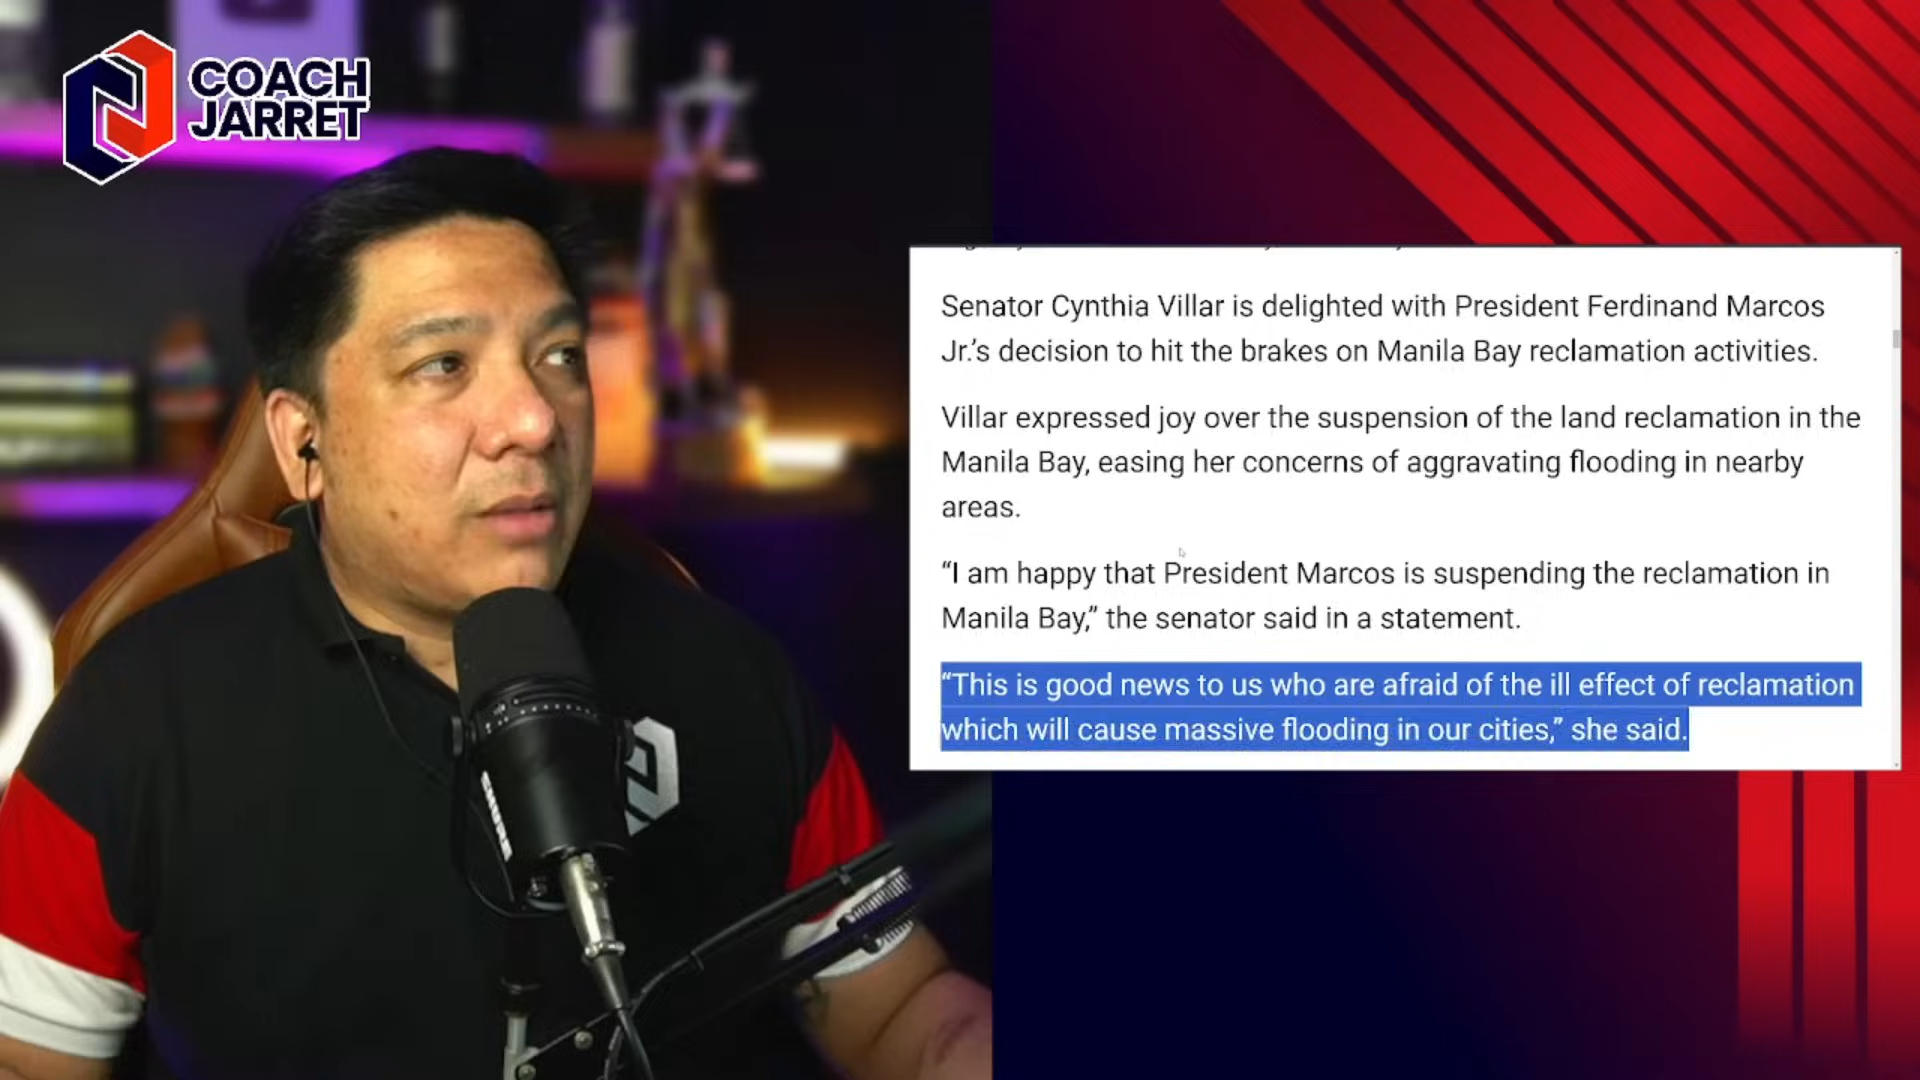 COACH
JARRET
Senator Cynthia Villar is delighted with President Ferdinand Marcos
Jr.'s decision to hit the brakes on Manila Bay reclamation activities.
Villar expressed joy over the suspension of the land reclamation in the
Manila Bay, easing her concerns of aggravating flooding in nearby
areas.
“I am happy that President Marcos is suspending the reclamation in
Manila Bay,” the senator said in a statement.
“This is good news to us who are afraid of the ill effect of reclamation
which will cause massive flooding in our cities,” she said.
SHURE